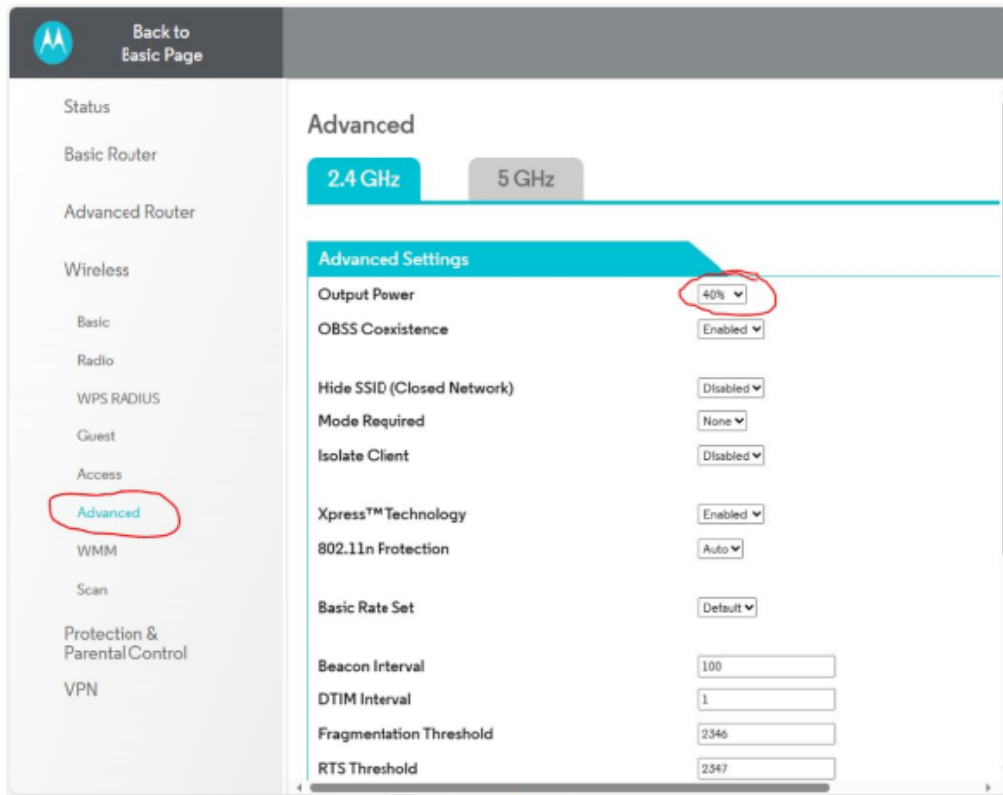 Back to
Basic Page
Status
Basic Router
Advanced Router
Wireless
Basic
Radio
WPS RADIUS
Guest
Access
Advanced
WMM
Scan
Protection &
Parental Control
VPN
Advanced
2.4 GHz 5 GHz
Advanced Settings
Output Power 40%
OBSS Coexistence Enabled
Hide SSID (Closed Network) Disabled
Mode Required None
Isolate Client Disabled
Xpress™ Technology Enabled
802.11n Protection Auto
Basic Rate Set Default
Beacon Interval 100
DTIM Interval 1
Fragmentation Threshold 2346
RTS Threshold 2347